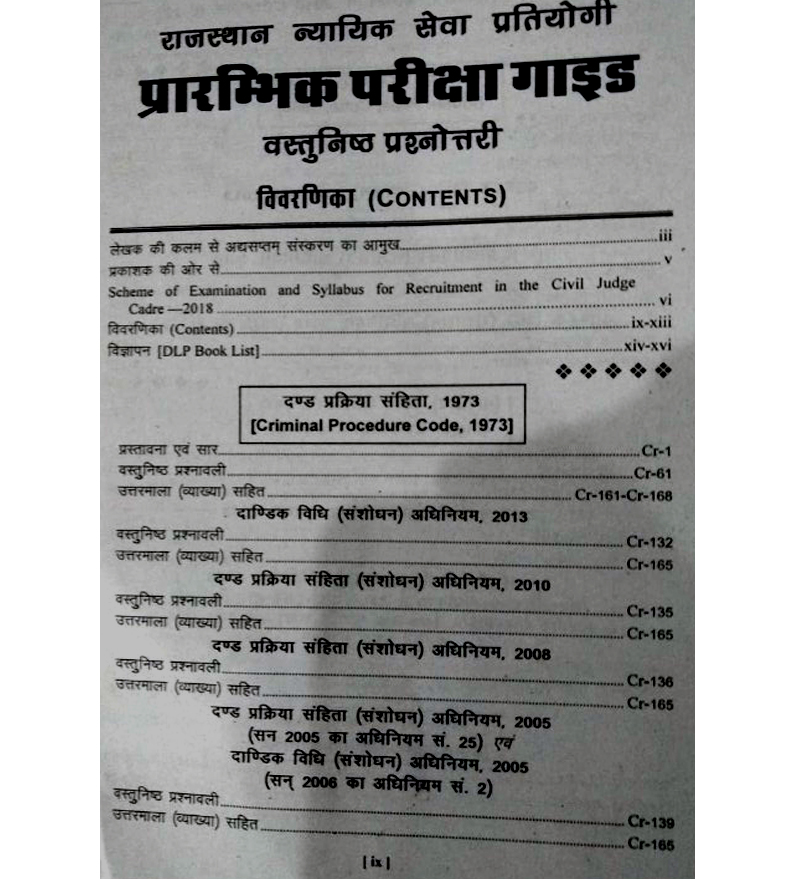 राजस्थान न्यायिक सेवा प्रतियोगी
प्रारम्भिक परीक्षा गाइड
वस्तुनिष्ठ प्रश्नोत्तरी
विवरणिका (CONTENTS)
लेखक की कलम से अद्यसप्तम् संस्करण का आमुख....................iii
प्रकाशक की ओर से....................v
Scheme of Examination and Syllabus for Recruitment in the Civil Judge
Cadre —2018....................vi
विवरणिका (Contents)....................ix-xiii
विज्ञापन [DLP Book List]....................xiv-xvi
❖ ❖ ❖ ❖ ❖
दण्ड प्रक्रिया संहिता, 1973
[Criminal Procedure Code, 1973]
प्रस्तावना एवं सार....................Cr-1
वस्तुनिष्ठ प्रश्नावली....................Cr-61
उत्तरमाला (व्याख्या) सहित....................Cr-161-Cr-168
दाण्डिक विधि (संशोधन) अधिनियम, 2013
वस्तुनिष्ठ प्रश्नावली....................Cr-132
उत्तरमाला (व्याख्या) सहित....................Cr-165
दण्ड प्रक्रिया संहिता (संशोधन) अधिनियम, 2010
वस्तुनिष्ठ प्रश्नावली....................Cr-135
उत्तरमाला (व्याख्या) सहित....................Cr-165
दण्ड प्रक्रिया संहिता (संशोधन) अधिनियम, 2008
वस्तुनिष्ठ प्रश्नावली....................Cr-136
उत्तरमाला (व्याख्या) सहित....................Cr-165
दण्ड प्रक्रिया संहिता (संशोधन) अधिनियम, 2005
(सन 2005 का अधिनियम सं. 25) एवं
दाण्डिक विधि (संशोधन) अधिनियम, 2005
(सन् 2006 का अधिनियम सं. 2)
वस्तुनिष्ठ प्रश्नावली....................Cr-139
उत्तरमाला (व्याख्या) सहित....................Cr-165
[ ix ]